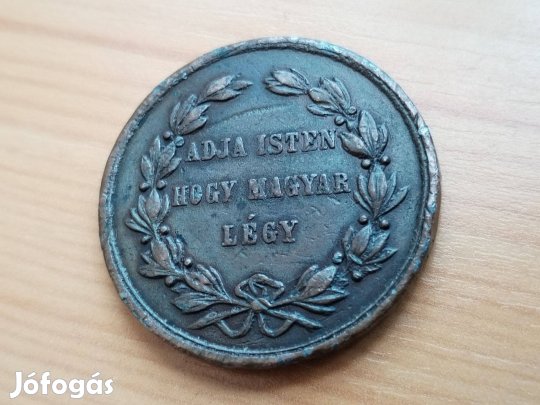 ADJA ISTEN
HOGY MAGYAR
LÉGY
Jófogás